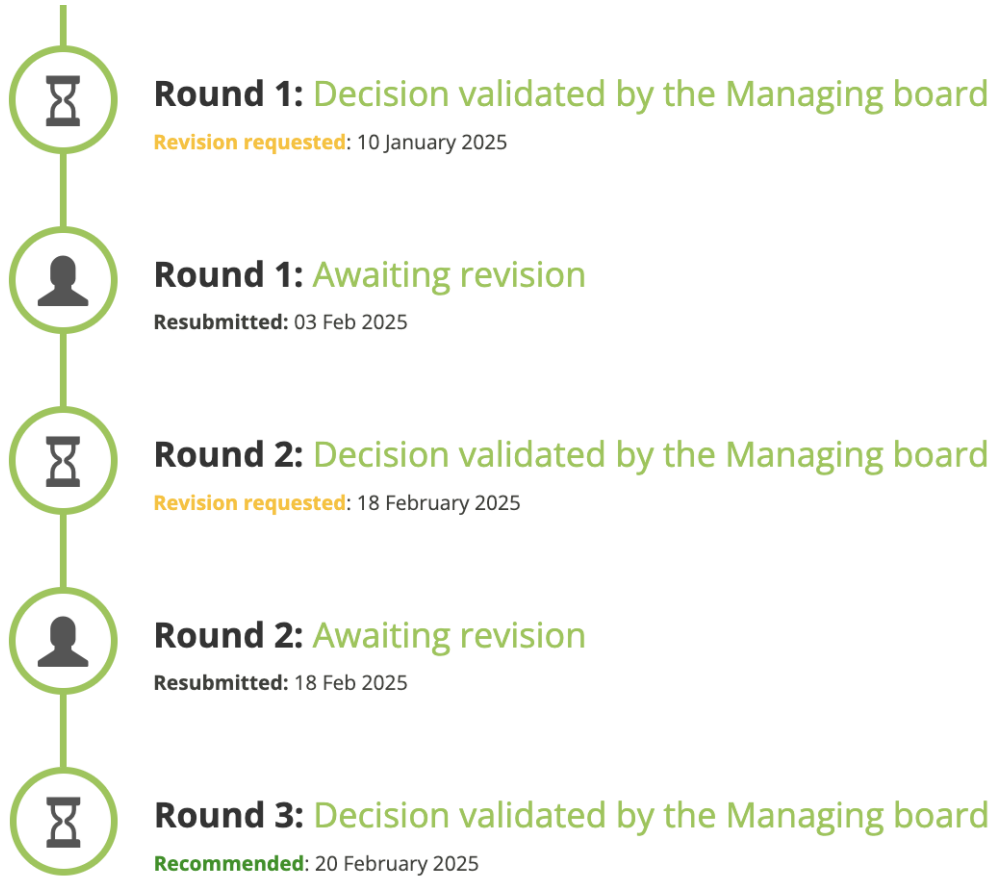 Round 1: Decision validated by the Managing board
Revision requested: 10 January 2025
Round 1: Awaiting revision
Resubmitted: 03 Feb 2025
Round 2: Decision validated by the Managing board
Revision requested: 18 February 2025
Round 2: Awaiting revision
Resubmitted: 18 Feb 2025
Round 3: Decision validated by the Managing board
Recommended: 20 February 2025